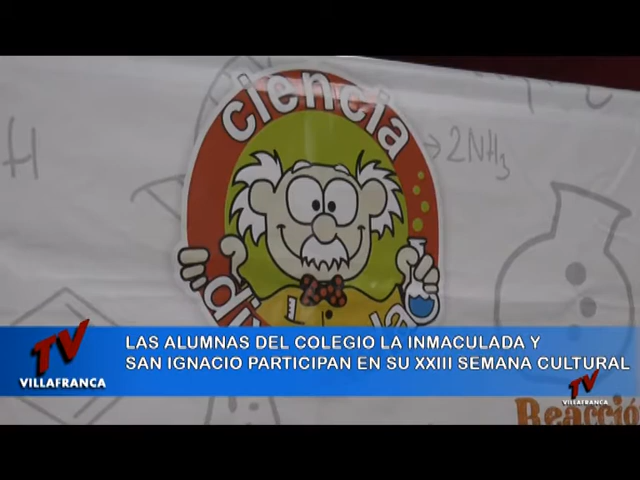 ciencia
H
→2NH₃
TV
VILLAFRANCA
LAS ALUMNAS DEL COLEGIO LA INMACULADA Y
SAN IGNACIO PARTICIPAN EN SU XXIII SEMANA CULTURAL
TV
VILLAFRANCA